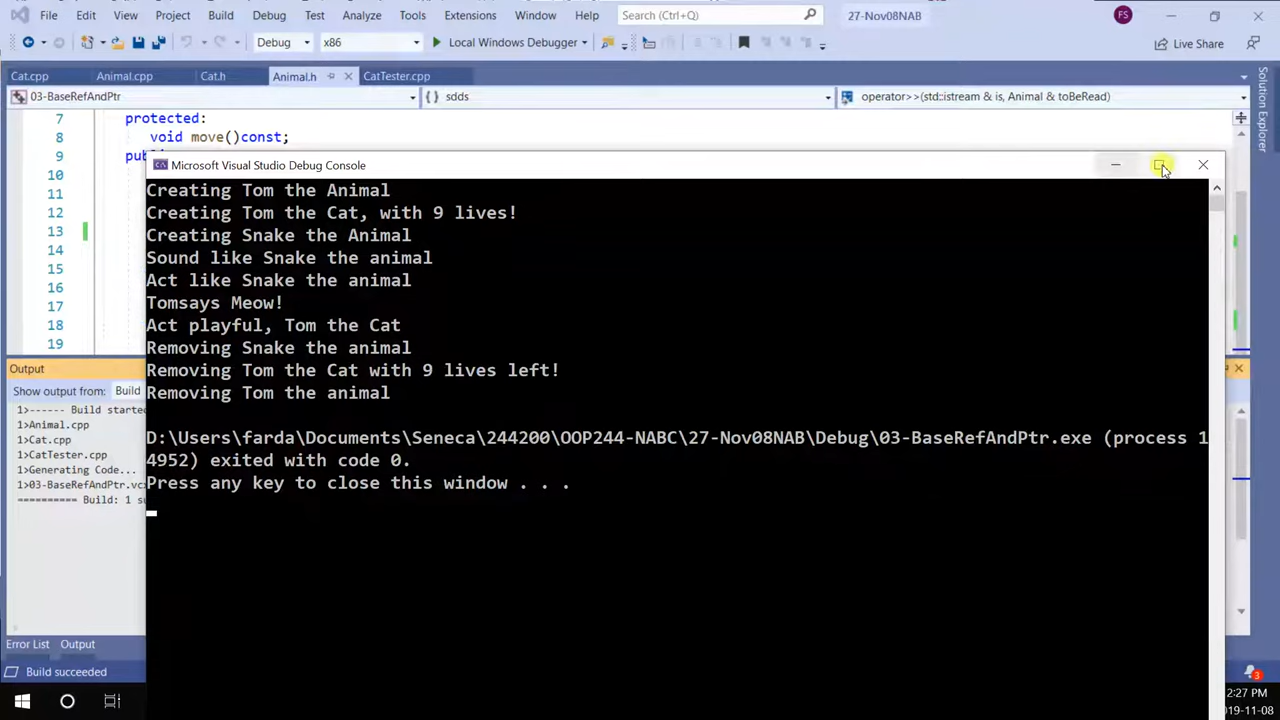 File Edit View Project Build Debug Test Analyze Tools Extensions Window Help Search (Ctrl+Q) 27-Nov08NAB FS
Debug x86 Local Windows Debugger Live Share
Cat.cpp Animal.cpp Cat.h Animal.h CatTester.cpp
03-BaseRefAndPtr {} sdds operator>>(std::istream & is, Animal & toBeRead)
Solution Explorer
7 protected:
8 void move()const;
9
10
11
12
13
14
15
16
17
18
19
Microsoft Visual Studio Debug Console
Creating Tom the Animal
Creating Tom the Cat, with 9 lives!
Creating Snake the Animal
Sound like Snake the animal
Act like Snake the animal
Tomsays Meow!
Act playful, Tom the Cat
Removing Snake the animal
Removing Tom the Cat with 9 lives left!
Removing Tom the animal
D:\Users\farda\Documents\Seneca\244200\OOP244-NABC\27-Nov08NAB\Debug\03-BaseRefAndPtr.exe (process 1
4952) exited with code 0.
Press any key to close this window . . .
Output
Show output from: Build
1>------ Build started
1>Animal.cpp
1>Cat.cpp
1>CatTester.cpp
1>Generating Code...
1>03-BaseRefAndPtr.vc
========== Build: 1 su
Error List Output
Build succeeded
3
2:27 PM
019-11-08